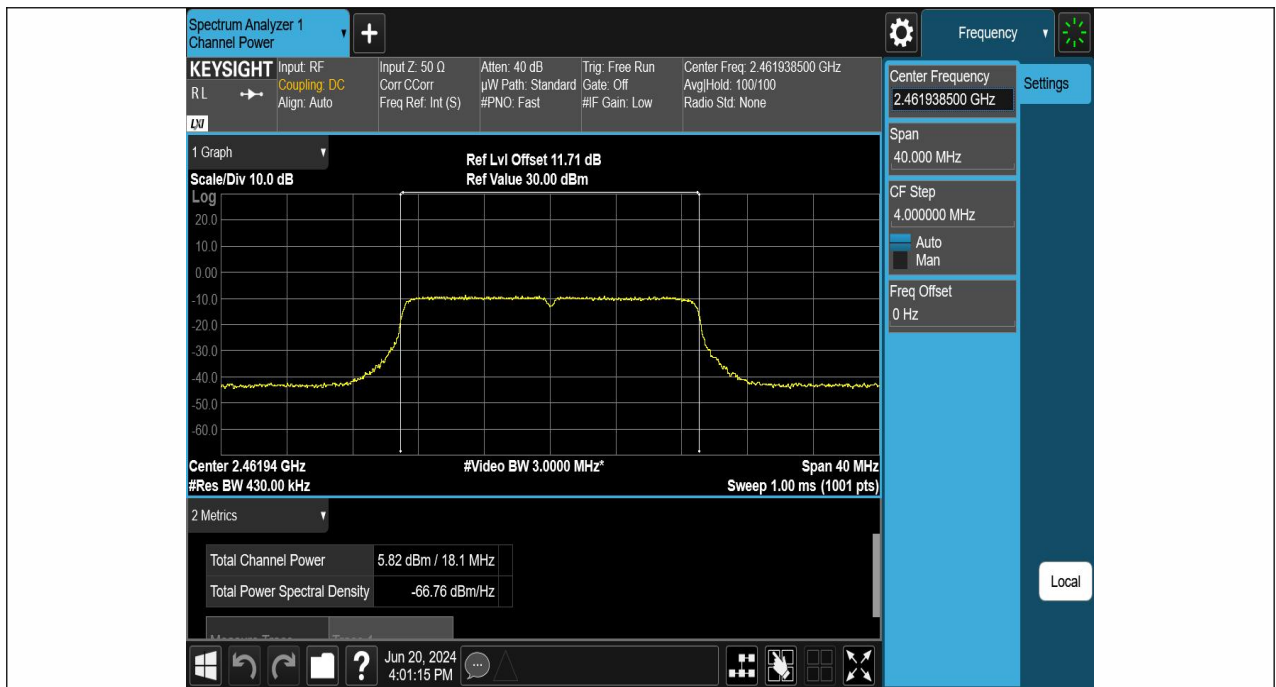 Spectrum Analyzer 1
Channel Power
+
Frequency
KEYSIGHT
R L
LXI
Input: RF
Coupling: DC
Align: Auto
Input Z: 50 Ω
Corr CCorr
Freq Ref: Int (S)
Atten: 40 dB
µW Path: Standard
#PNO: Fast
Trig: Free Run
Gate: Off
#IF Gain: Low
Center Freq: 2.461938500 GHz
Avg|Hold: 100/100
Radio Std: None
Center Frequency
2.461938500 GHz
Settings
Span
40.000 MHz
CF Step
4.000000 MHz
Auto
Man
Freq Offset
0 Hz
Local
1 Graph
Scale/Div 10.0 dB
Ref Lvl Offset 11.71 dB
Ref Value 30.00 dBm
Log
20.0
10.0
0.00
-10.0
-20.0
-30.0
-40.0
-50.0
-60.0
Center 2.46194 GHz
#Res BW 430.00 kHz
#Video BW 3.0000 MHz*
Span 40 MHz
Sweep 1.00 ms (1001 pts)
2 Metrics
Total Channel Power 5.82 dBm / 18.1 MHz
Total Power Spectral Density -66.76 dBm/Hz
?
Jun 20, 2024
4:01:15 PM